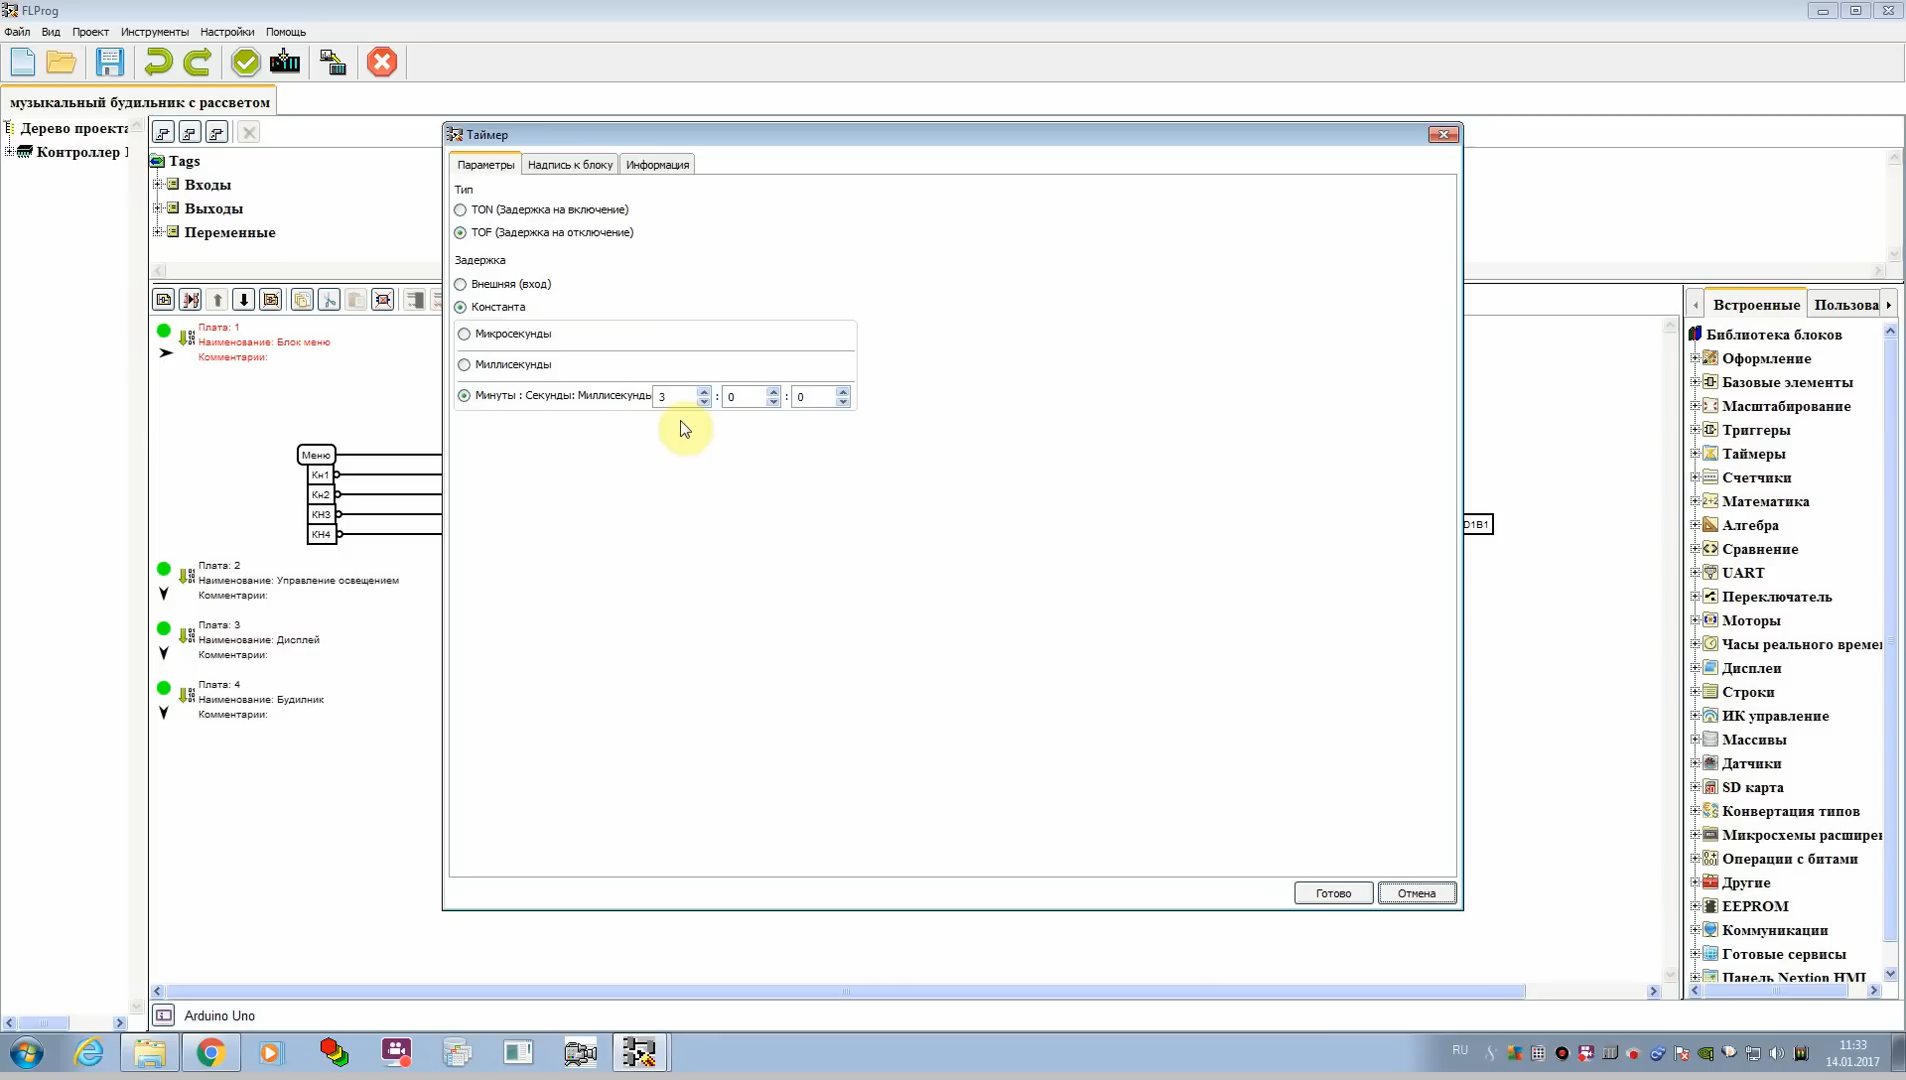 FLProg
Файл Вид Проект Инструменты Настройки Помощь
музыкальный будильник с рассветом
Дерево проекта
Контроллер
Tags
Входы
Выходы
Переменные
Таймер
Параметры Надпись к блоку Информация
Тип
TON (Задержка на включение)
TOF (Задержка на отключение)
Задержка
Внешняя (вход)
Константа
Микросекунды
Миллисекунды
Минуты : Секунды: Миллисекунды 3 : 0 : 0
Готово Отмена
Плата: 1
Наименование: Блок меню
Комментарии:
Меню
Кн1
Кн2
КН3
КН4
D1B1
Плата: 2
Наименование: Управление освещением
Комментарии:
Плата: 3
Наименование: Дисплей
Комментарии:
Плата: 4
Наименование: Будилник
Комментарии:
Встроенные Пользова
Библиотека блоков
Оформление
Базовые элементы
Масштабирование
Триггеры
Таймеры
Счетчики
Математика
Алгебра
Сравнение
UART
Переключатель
Моторы
Часы реального времен
Дисплеи
Строки
ИК управление
Массивы
Датчики
SD карта
Конвертация типов
Микросхемы расширен
Операции с битами
Другие
EEPROM
Коммуникации
Готовые сервисы
Панель Nextion HMI
Arduino Uno
RU
11:33
14.01.2017